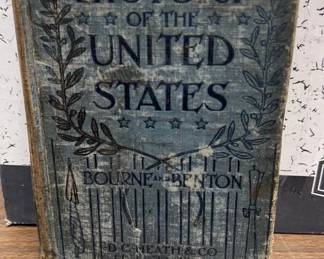 OF THE
UNITED
STATES
BOURNE AND BENTON
D.C. HEATH & CO